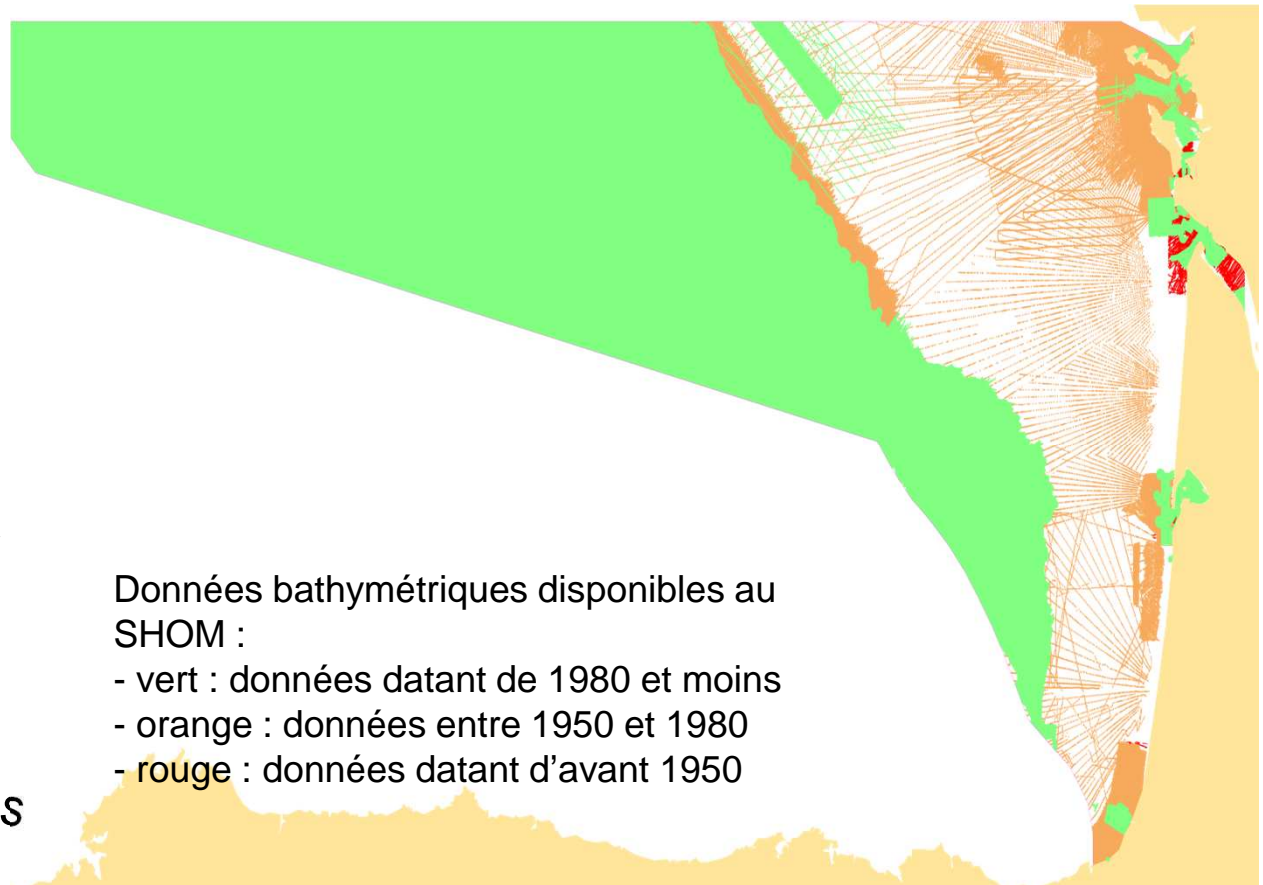 Données bathymétriques disponibles au
SHOM :
- vert : données datant de 1980 et moins
- orange : données entre 1950 et 1980
- rouge : données datant d’avant 1950
s